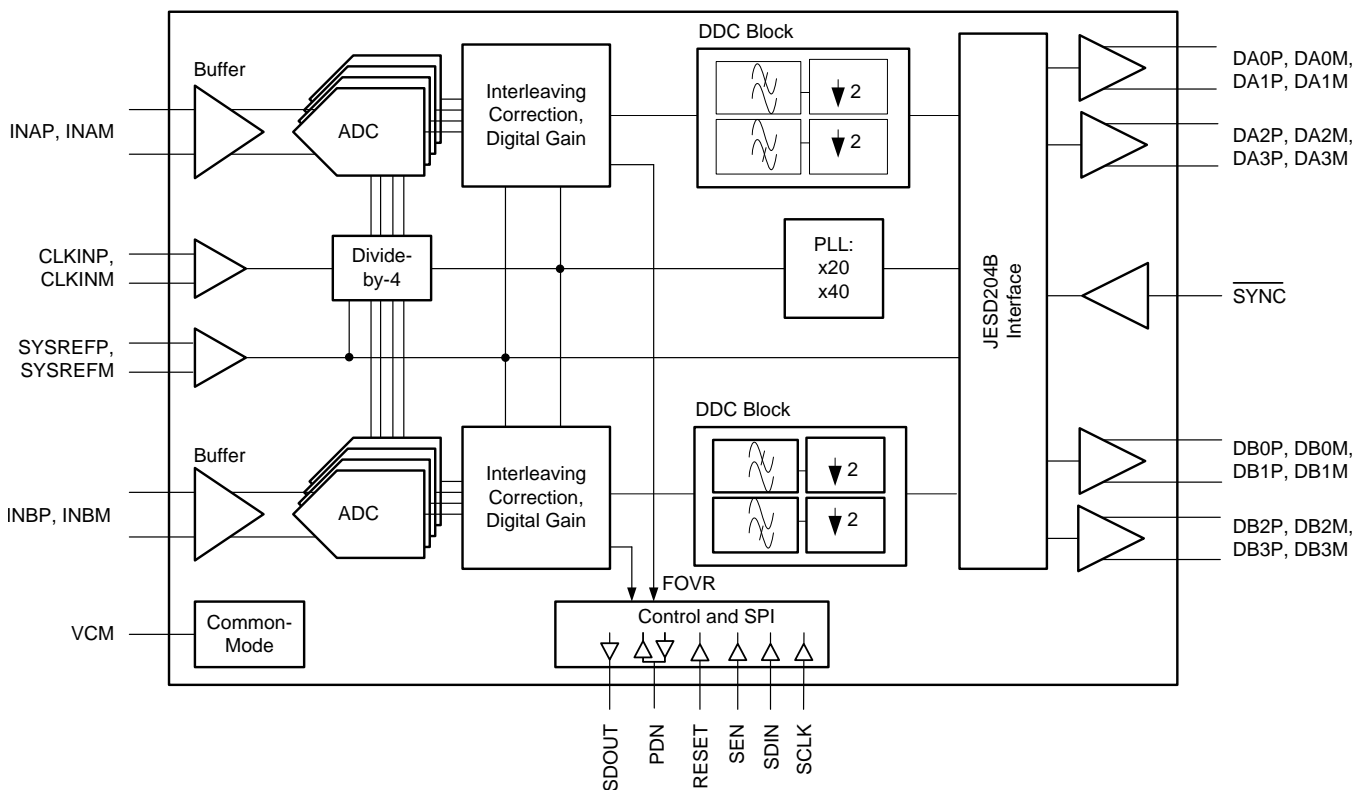 DDC Block
DA0P, DA0M,
DA1P, DA1M
Buffer
Interleaving
Correction,
Digital Gain
2
INAP, INAM
ADC
2
DA2P, DA2M,
DA3P, DA3M
CLKINP,
CLKINM
Divide-
by-4
PLL:
x20
x40
JESD204B
Interface
SYNC
SYSREFP,
SYSREFM
DDC Block
Buffer
DB0P, DB0M,
DB1P, DB1M
Interleaving
Correction,
Digital Gain
2
INBP, INBM
ADC
2
DB2P, DB2M,
DB3P, DB3M
FOVR
VCM
Common-
Mode
Control and SPI
SDOUT
PDN
RESET
SEN
SDIN
SCLK